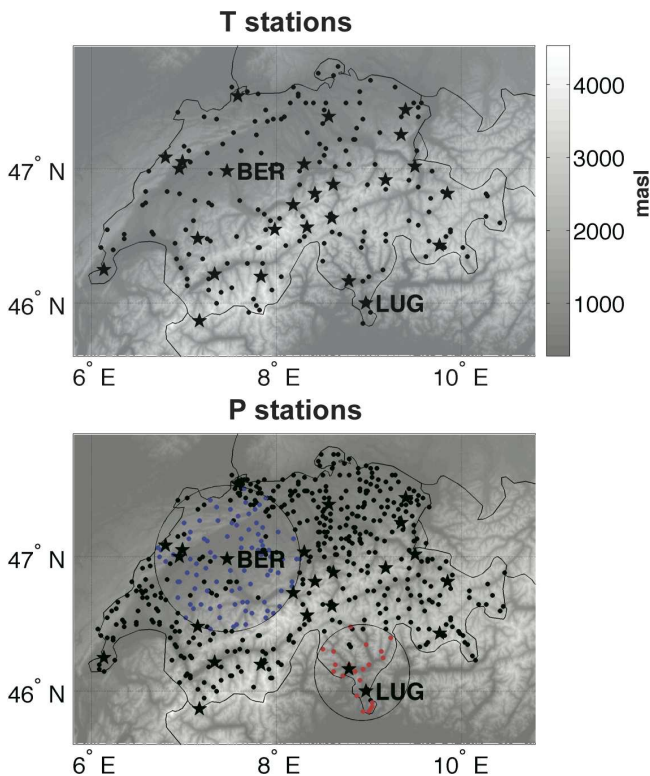 T stations
47° N
46° N
6° E
8° E
10° E
BER
LUG
4000
3000
2000
1000
masl
P stations
47° N
46° N
6° E
8° E
10° E
BER
LUG